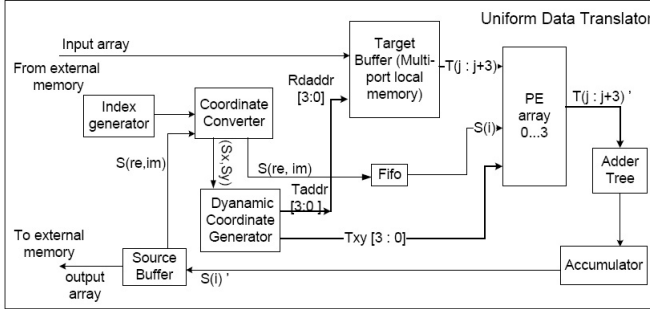 Uniform Data Translator
Input array
From external
memory
Index
generator
Coordinate
Converter
Rdaddr
[3:0]
Target
Buffer (Multi-
port local
memory)
T(j : j+3)
PE
array
0...3
T(j : j+3) '
S(i)
S(re,im)
(Sx,Sy)
S(re, im)
Fifo
Taddr
[3:0 ]
Dyanamic
Coordinate
Generator
Txy [3 : 0]
Adder
Tree
To external
memory
output
array
Source
Buffer
S(i) '
Accumulator